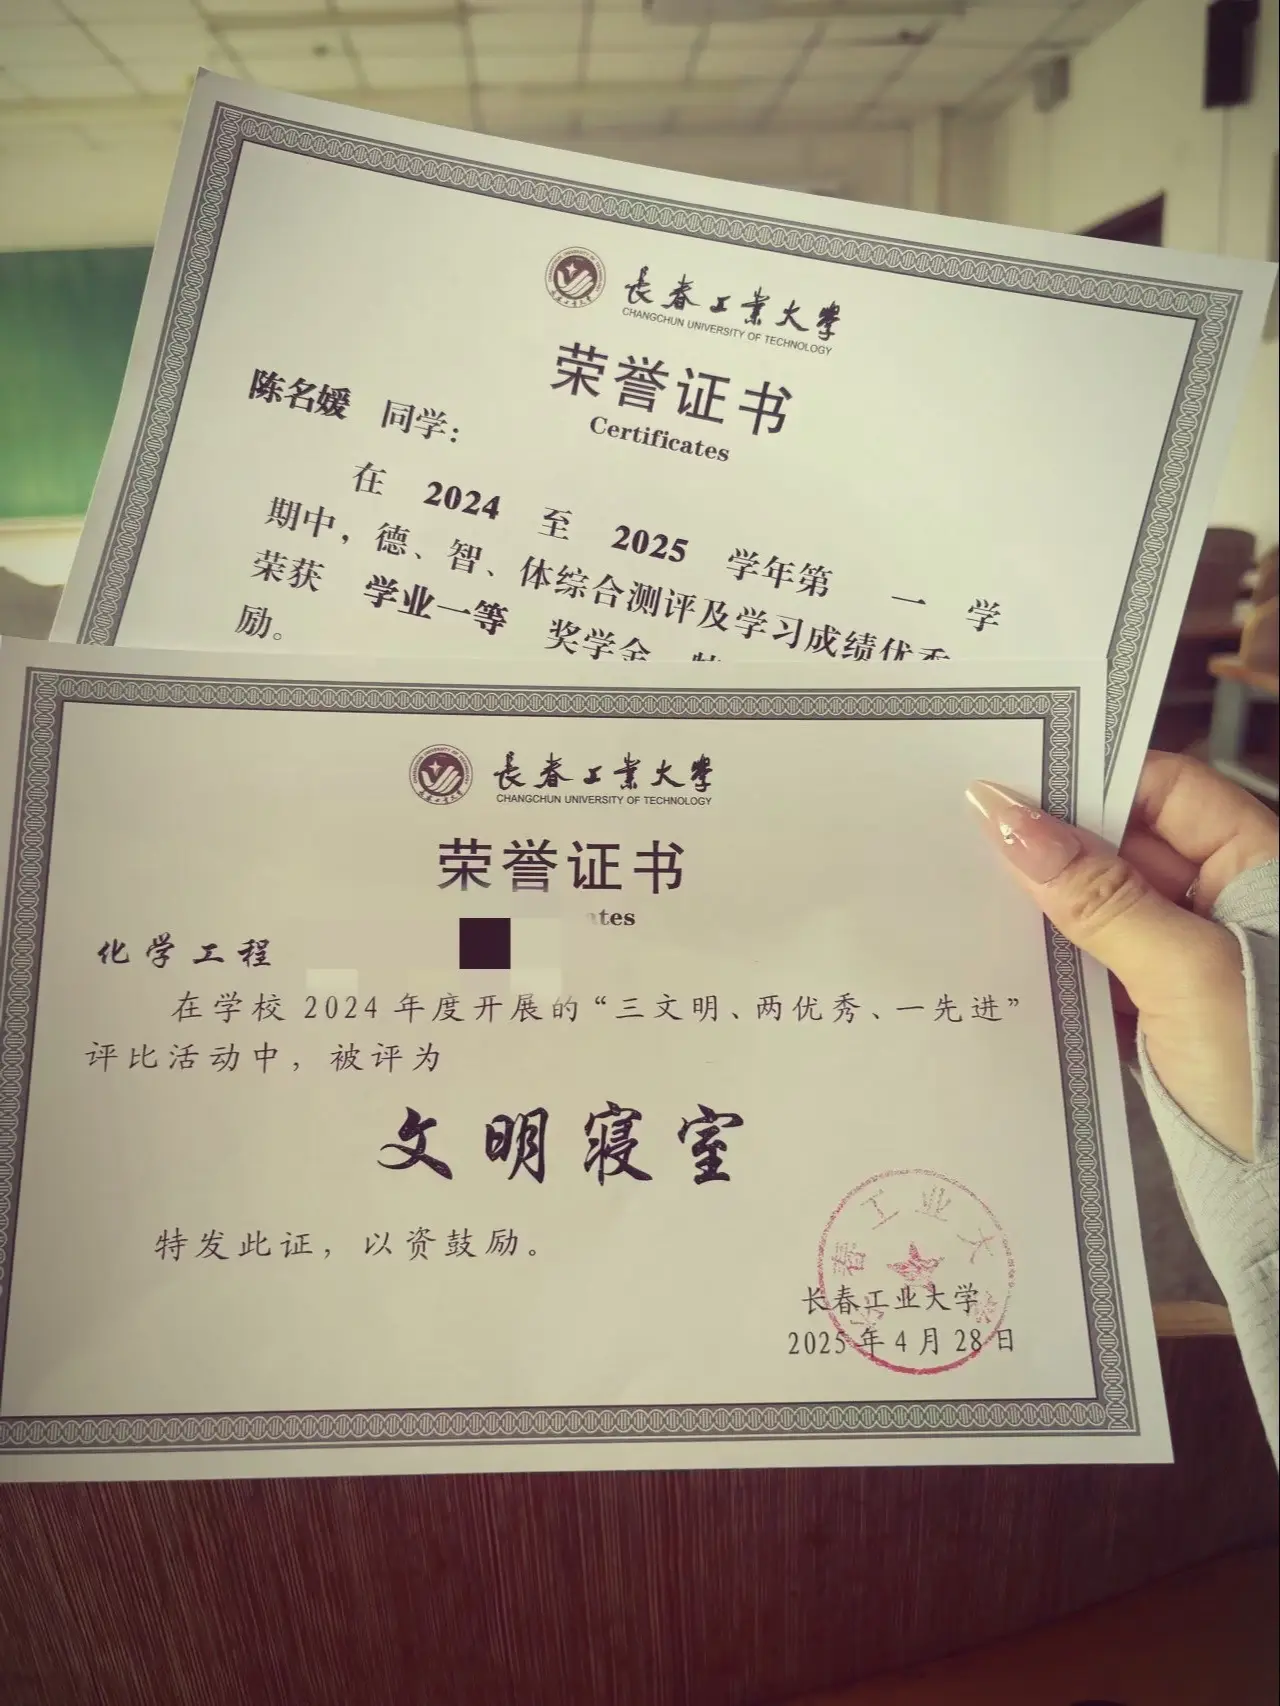 长春工业大学
CHANGCHUN UNIVERSITY OF TECHNOLOGY
荣誉证书
Certificates
陈名媛 同学：
在 2024 至 2025 学年第 一 学
期中，德、智、体综合测评及学习成绩优秀
荣获 学业一等 奖学金
励。
长春工业大学
CHANGCHUN UNIVERSITY OF TECHNOLOGY
荣誉证书
ates
化学工程
在学校 2024 年度开展的“三文明、两优秀、一先进”
评比活动中，被评为
文明寝室
特发此证，以资鼓励。
长春工业大学
2025 年 4 月 28 日